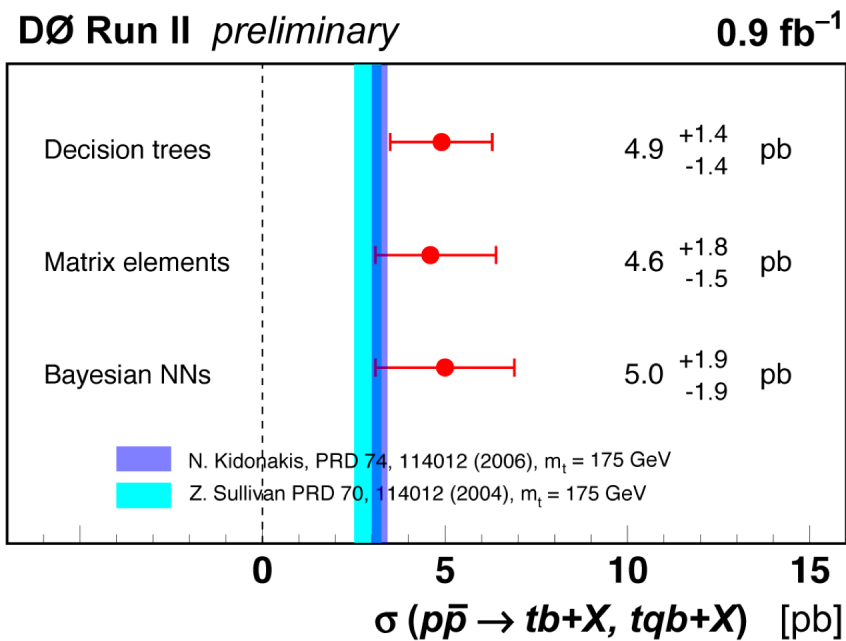 DØ Run II preliminary 0.9 fb⁻¹
Decision trees 4.9 +1.4 -1.4 pb
Matrix elements 4.6 +1.8 -1.5 pb
Bayesian NNs 5.0 +1.9 -1.9 pb
N. Kidonakis, PRD 74, 114012 (2006), mt = 175 GeV
Z. Sullivan PRD 70, 114012 (2004), mt = 175 GeV
0 5 10 15
σ (pp̅ → tb+X, tqb+X) [pb]